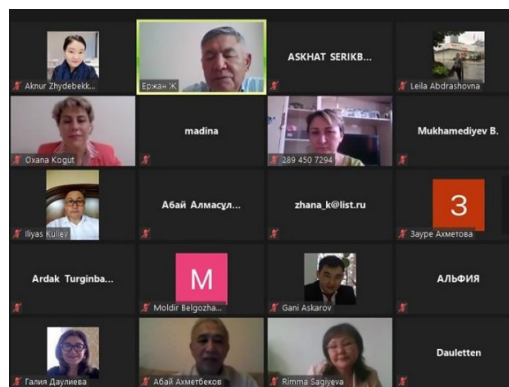 Aknur Zhydebekk...
Ержан Ж
ASKHAT SERIKB...
Leila Abdrashovna
Oxana Kogut
madina
289 450 7294
Mukhamediyev B.
Iliyas Kuliev
Абай Алмасұл...
zhana_k@list.ru
З
Зауре Ахметова
Ardak Turginba...
M
Moldir Belgozha...
Gani Askarov
АЛЬФИЯ
Галия Даулиева
Абай Ахметбеков
Rimma Sagiyeva
Dauletten